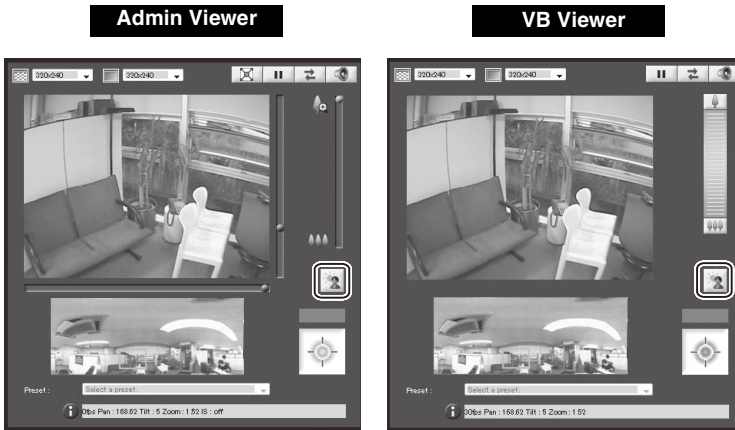 Admin Viewer
320x240 320x240
Preset : Select a preset.
0fps Pan : 168.62 Tilt : 5 Zoom : 1.52 IS : off
VB Viewer
320x240 320x240
Preset : Select a preset.
30fps Pan : 168.62 Tilt : 5 Zoom : 1.52